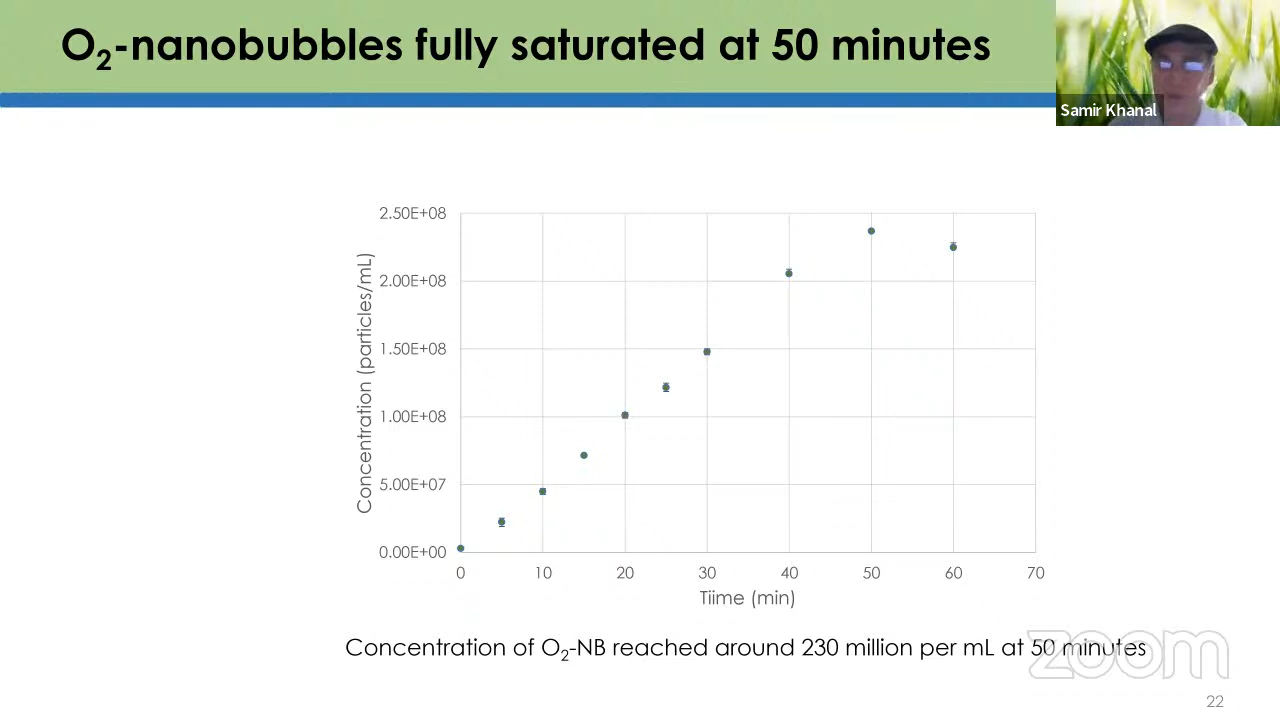 O2-nanobubbles fully saturated at 50 minutes
Samir Khanal
2.50E+08
2.00E+08
1.50E+08
1.00E+08
5.00E+07
0.00E+00
Concentration (particles/mL)
0 10 20 30 40 50 60 70
Tiime (min)
Concentration of O2-NB reached around 230 million per mL at 50 minutes
zoom
22